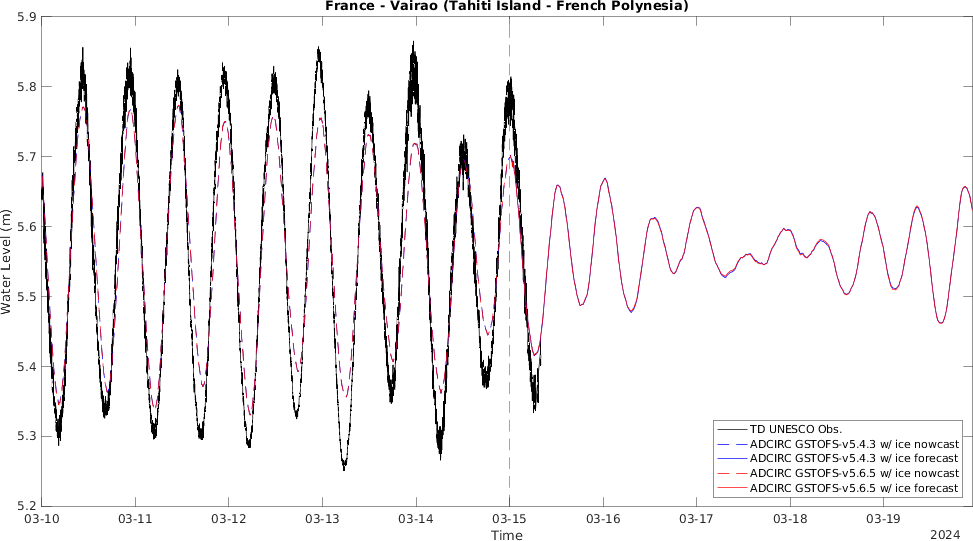 France - Vairao (Tahiti Island - French Polynesia)
5.9
5.8
5.7
5.6
5.5
5.4
5.3
5.2
Water Level (m)
TD UNESCO Obs.
ADCIRC GSTOFS-v5.4.3 w/ ice nowcast
ADCIRC GSTOFS-v5.4.3 w/ ice forecast
ADCIRC GSTOFS-v5.6.5 w/ ice nowcast
ADCIRC GSTOFS-v5.6.5 w/ ice forecast
03-10 03-11 03-12 03-13 03-14 03-15 03-16 03-17 03-18 03-19
Time
2024